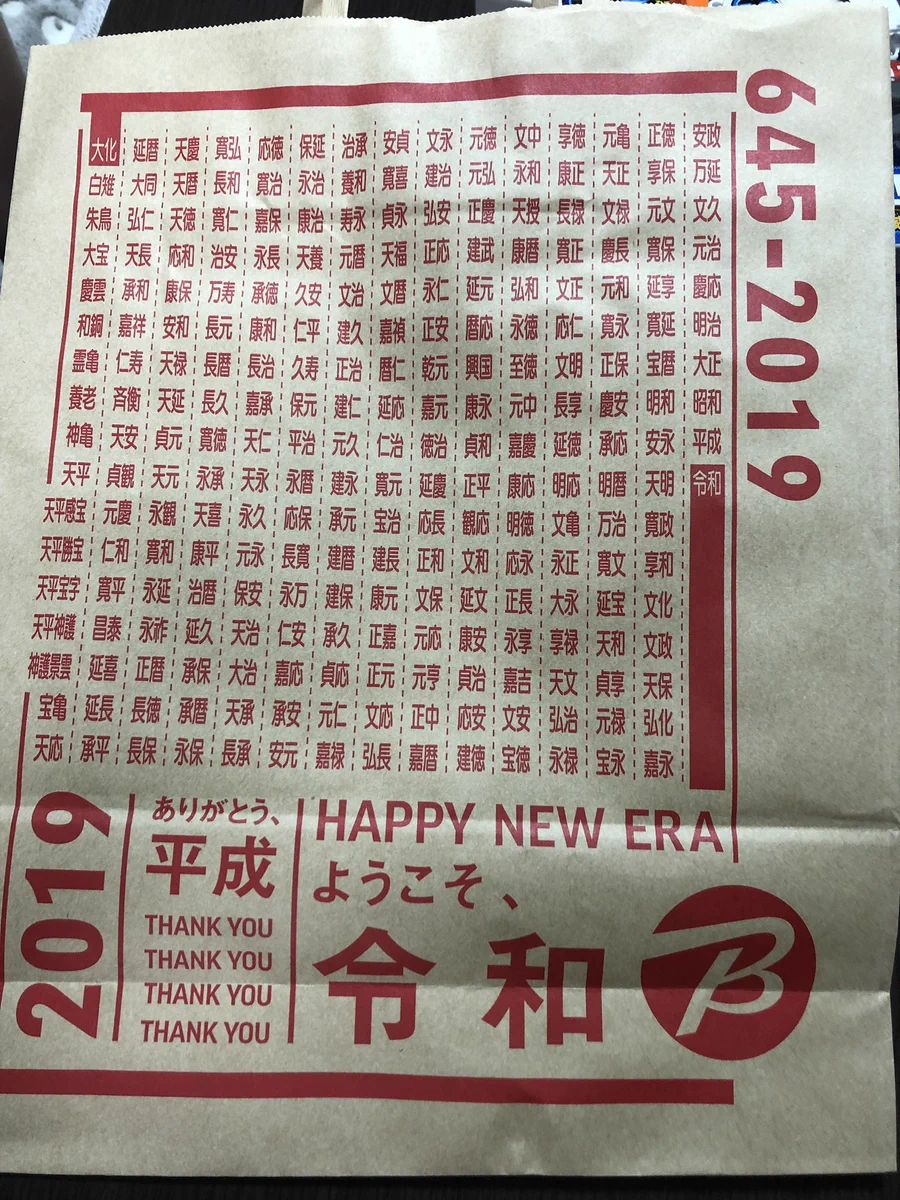 645-2019
大化 白雉 朱鳥 大宝 慶雲 和銅 霊亀 養老 神亀 天平 天平感宝 天平勝宝 天平宝字 天平神護 神護景雲 宝亀 天応
延暦 大同 弘仁 天長 承和 嘉祥 仁寿 斉衡 天安 貞観 元慶 仁和 寛平 昌泰 延喜 延長 承平
天慶 天暦 天徳 応和 康保 安和 天禄 天延 貞元 天元 永観 寛和 永延 永祚 正暦 長徳 長保
寛弘 長和 寛仁 治安 万寿 長元 長暦 長久 寛徳 永承 天喜 康平 治暦 延久 承保 承暦 永保
応徳 寛治 嘉保 永長 承徳 康和 長治 嘉承 天仁 天永 永久 元永 保安 天治 大治 天承 長承
保延 永治 康治 天養 久安 仁平 久寿 保元 平治 永暦 応保 長寛 永万 仁安 嘉応 承安 安元
治承 養和 寿永 元暦 文治 建久 正治 建仁 元久 建永 承元 建暦 建保 承久 貞応 元仁 嘉禄
安貞 寛喜 貞永 天福 文暦 嘉禎 暦仁 延応 仁治 寛元 宝治 建長 康元 正嘉 正元 文応 弘長
文永 建治 弘安 正応 永仁 正安 乾元 嘉元 徳治 延慶 応長 正和 文保 元応 元亨 正中 嘉暦
元徳 元弘 正慶 建武 延元 暦応 興国 康永 貞和 正平 観応 文和 延文 康安 貞治 応安 建徳
文中 永和 天授 康暦 弘和 永徳 至徳 元中 嘉慶 康応 明徳 応永 正長 永享 嘉吉 文安 宝徳
享徳 康正 長禄 寛正 文正 応仁 文明 長享 延徳 明応 文亀 永正 大永 享禄 天文 弘治 永禄
元亀 天正 文禄 慶長 元和 寛永 正保 慶安 承応 明暦 万治 寛文 延宝 天和 貞享 元禄 宝永
正徳 享保 元文 寛保 延享 寛延 宝暦 明和 安永 天明 寛政 享和 文化 文政 天保 弘化 嘉永
安政 万延 文久 元治 慶応 明治 大正 昭和 平成 令和
2019
ありがとう、
平成
THANK YOU
THANK YOU
THANK YOU
THANK YOU
HAPPY NEW ERA
ようこそ、
令和
B